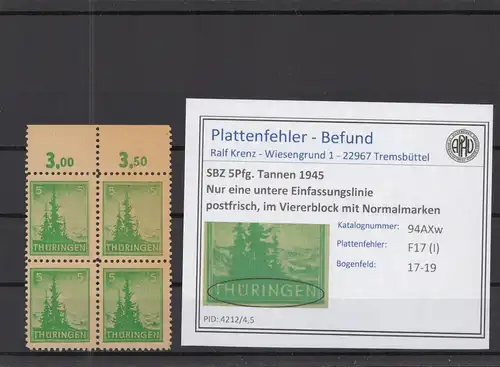 3,00 3,50
5 5 5 5
THÜRINGEN THÜRINGEN
5 5 5 5
THÜRINGEN THÜRINGEN
Plattenfehler - Befund
Ralf Krenz - Wiesengrund 1 - 22967 Tremsbüttel
SBZ 5Pfg. Tannen 1945
Nur eine untere Einfassungslinie
postfrisch, im Viererblock mit Normalmarken
Katalognummer: 94AXw
Plattenfehler: F17 (I)
Bogenfeld: 17-19
THÜRINGEN
PID: 4212/4,5